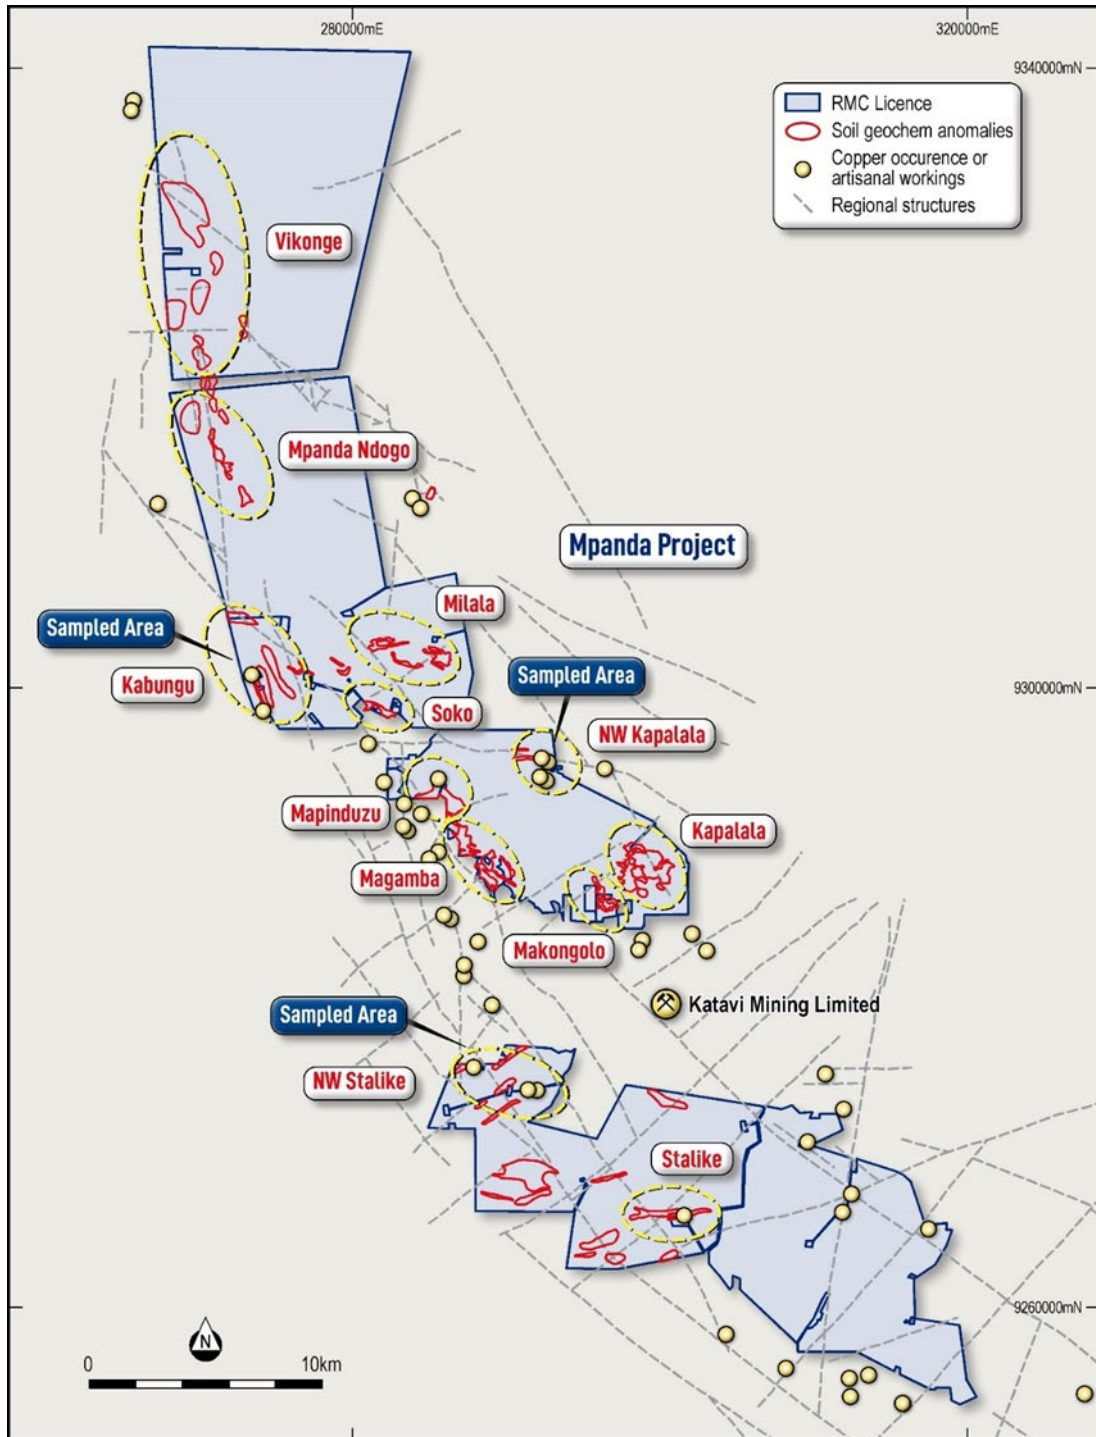 280000mE
320000mE
9340000mN
RMC Licence
Soil geochem anomalies
Copper occurence or
artisanal workings
Regional structures
Vikonge
Mpanda Ndogo
Mpanda Project
Milala
Sampled Area
Kabungu
Sampled Area
9300000mN
Soko
NW Kapalala
Mapinduzu
Kapalala
Magamba
Makongolo
Katavi Mining Limited
Sampled Area
NW Stalike
Stalike
9260000mN
N
0
10km